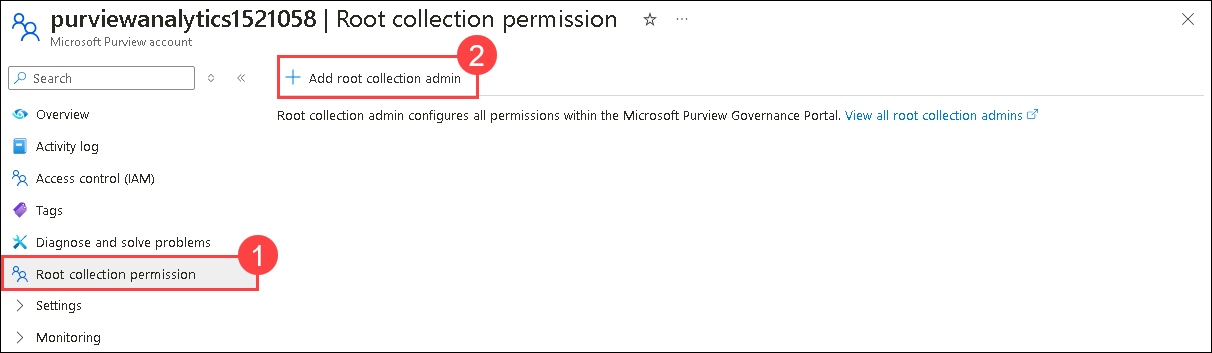 purviewanalytics1521058 | Root collection permission
Microsoft Purview account
Search
Overview
Activity log
Access control (IAM)
Tags
Diagnose and solve problems
Root collection permission
1
Settings
Monitoring
2
Add root collection admin
Root collection admin configures all permissions within the Microsoft Purview Governance Portal. View all root collection admins